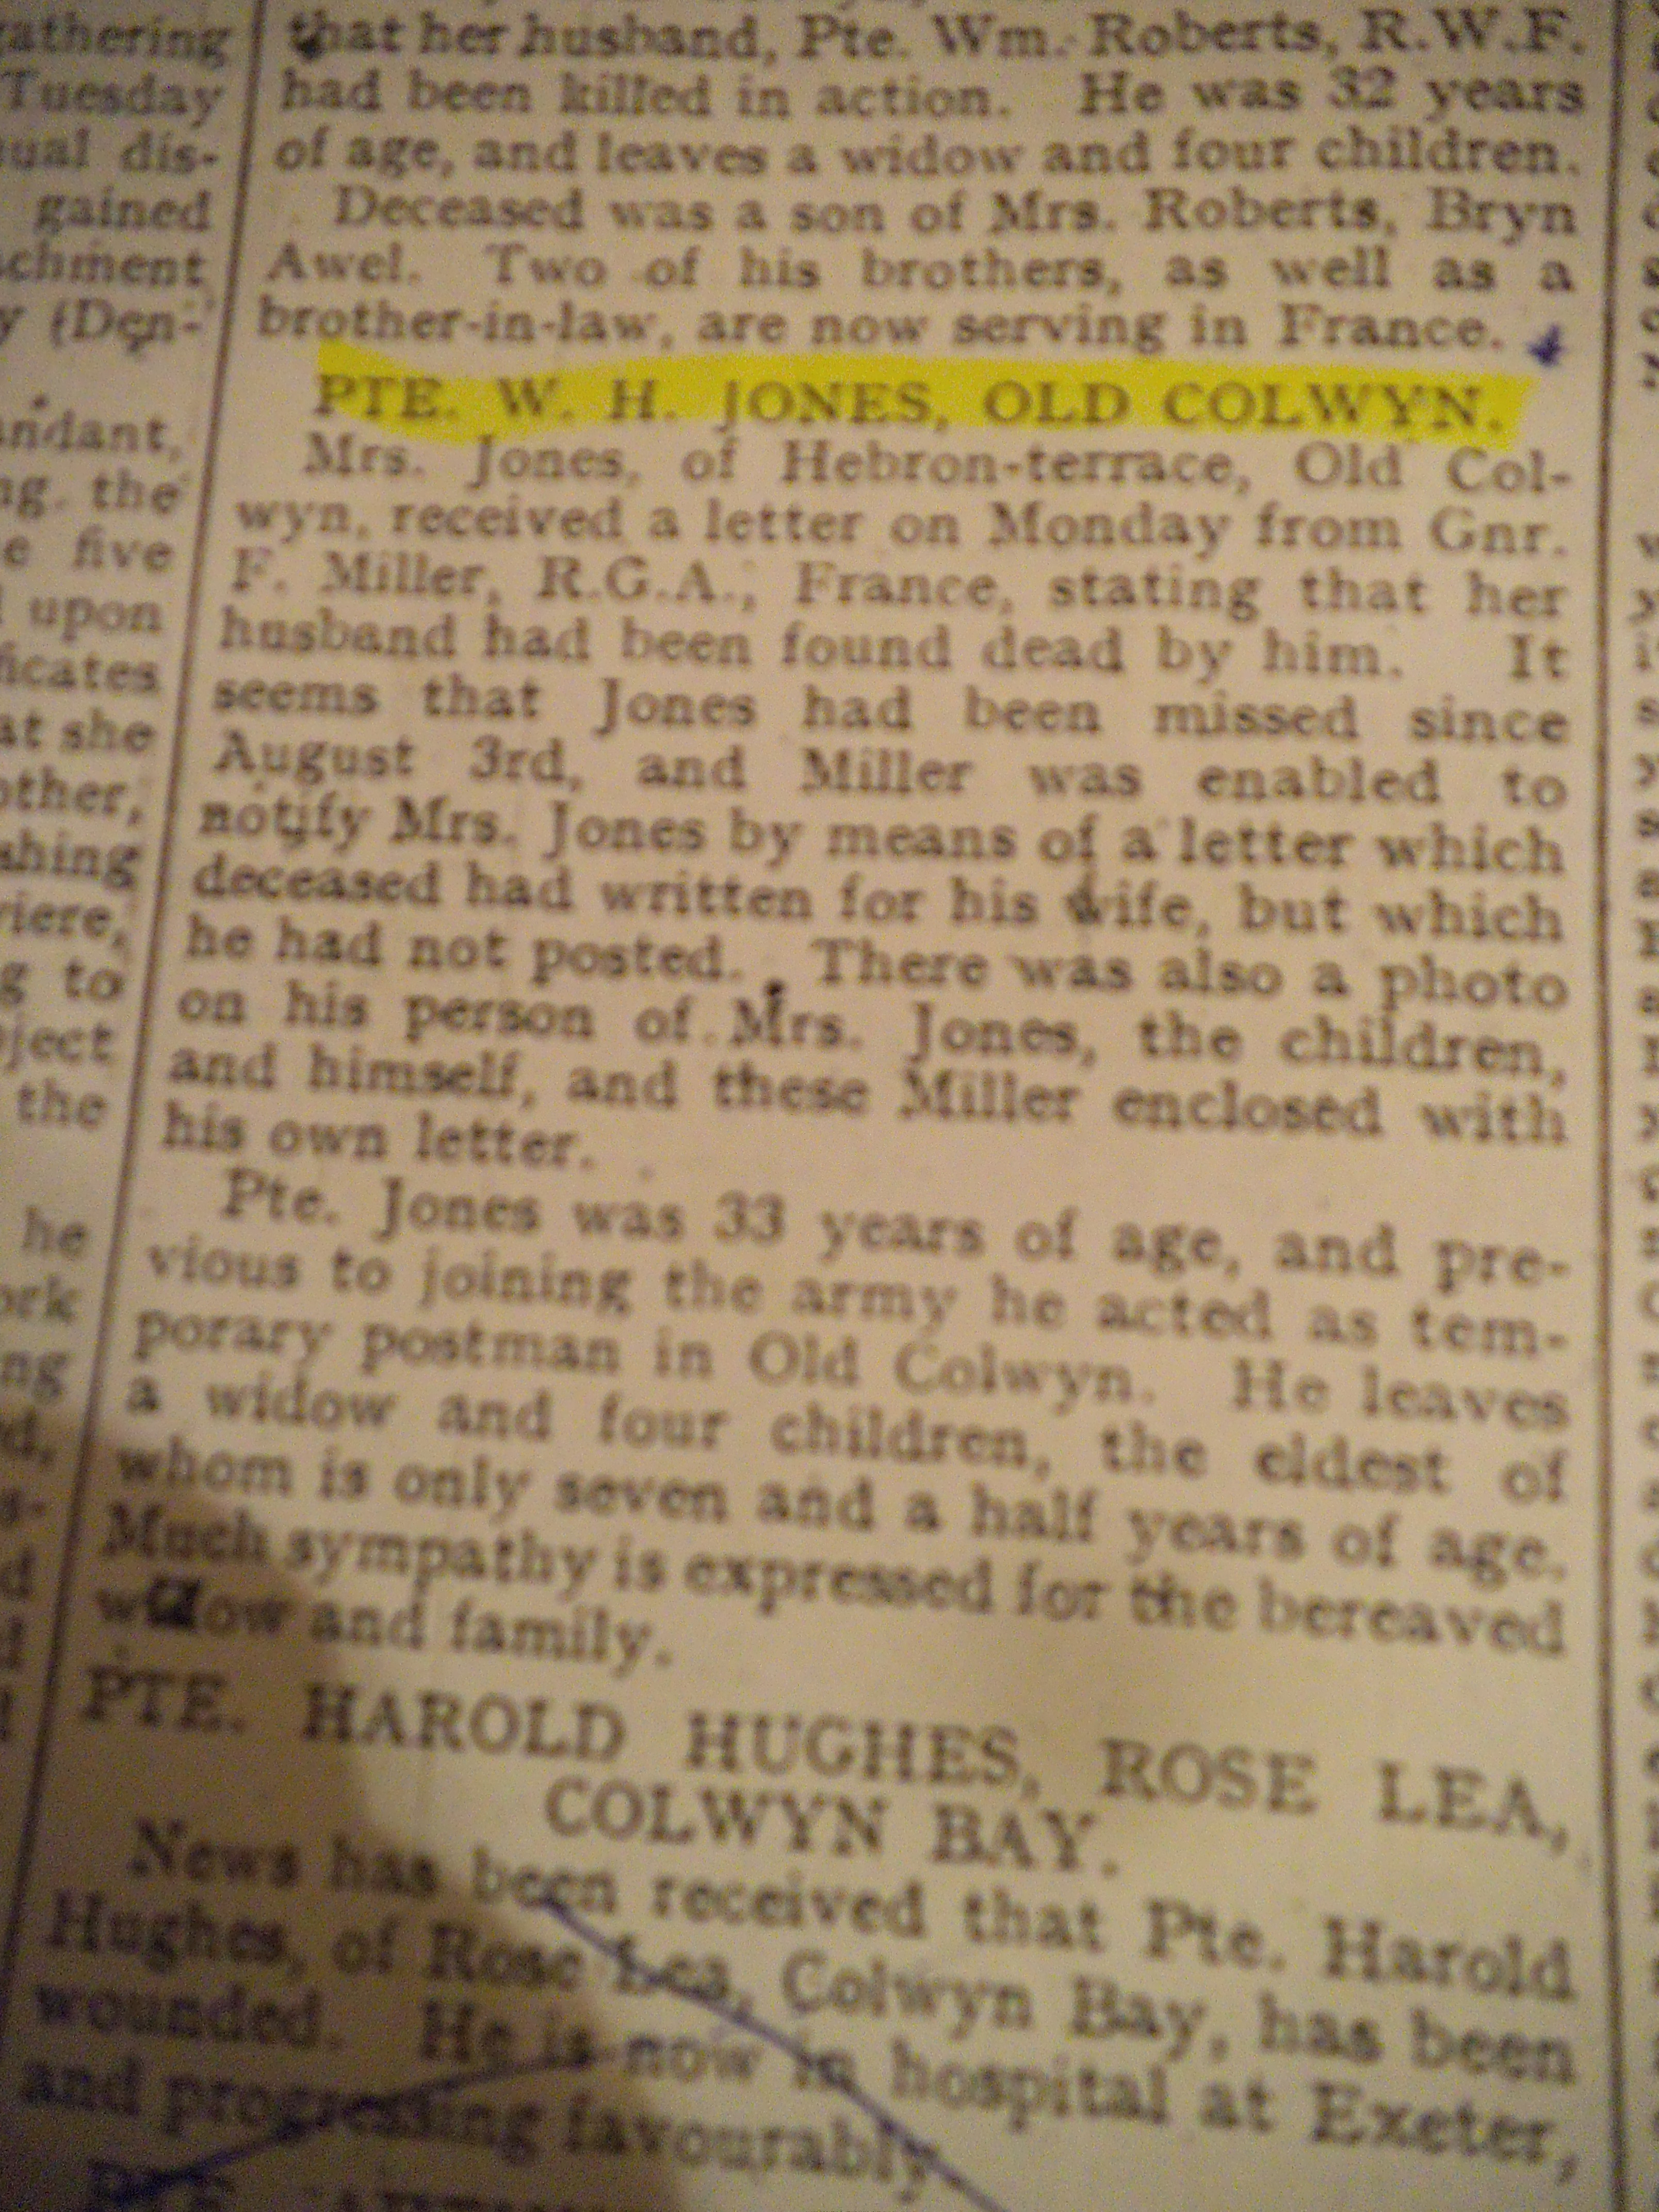 that her husband, Pte. Wm. Roberts, R.W.F.
had been killed in action. He was 32 years
of age, and leaves a widow and four children.
Deceased was a son of Mrs. Roberts, Bryn
Awel. Two of his brothers, as well as a
brother-in-law, are now serving in France.
PTE. W. H. JONES, OLD COLWYN.
Mrs. Jones, of Hebron-terrace, Old Col-
wyn, received a letter on Monday from Gnr.
F. Miller, R.G.A., France, stating that her
husband had been found dead by him. It
seems that Jones had been missed since
August 3rd, and Miller was enabled to
notify Mrs. Jones by means of a letter which
deceased had written for his wife, but which
he had not posted. There was also a photo
on his person of Mrs. Jones, the children,
and himself, and these Miller enclosed with
his own letter.
Pte. Jones was 33 years of age, and pre-
vious to joining the army he acted as tem-
porary postman in Old Colwyn. He leaves
a widow and four children, the eldest of
whom is only seven and a half years of age.
Much sympathy is expressed for the bereaved
widow and family.
PTE. HAROLD HUGHES, ROSE LEA,
COLWYN BAY.
News has been received that Pte. Harold
Hughes, of Rose Lea, Colwyn Bay, has been
wounded. He is now in hospital at Exeter,
and progressing favourably
gathering
Tuesday
dis-
gained
upon
she
to
the
he